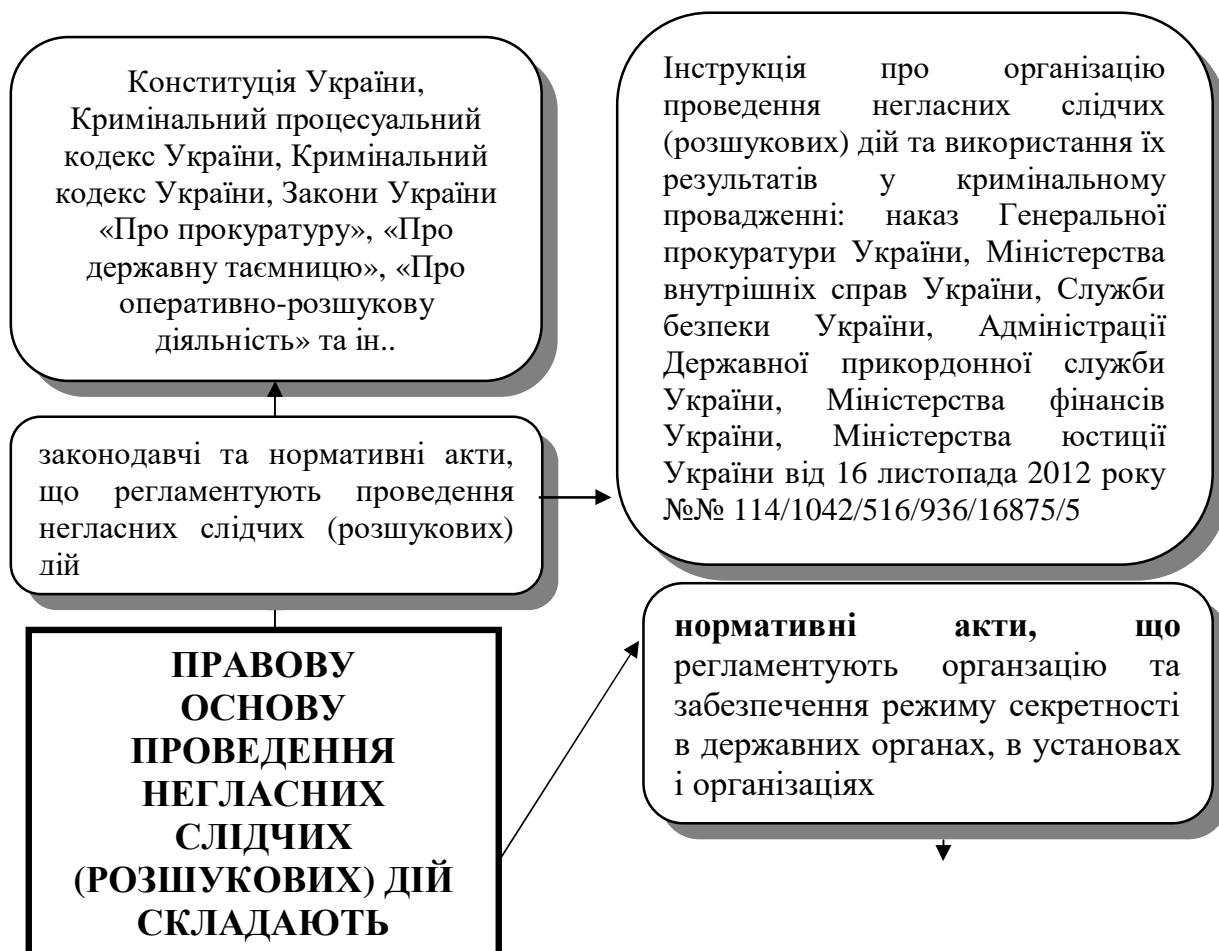 Конституція України,
Кримінальний процесуальний
кодекс України, Кримінальний
кодекс України, Закони України
«Про прокуратуру», «Про
державну таємницю», «Про
оперативно-розшукову
діяльність» та ін..
Інструкція про організацію
проведення негласних слідчих
(розшукових) дій та використання їх
результатів у кримінальному
провадженні: наказ Генеральної
прокуратури України, Міністерства
внутрішніх справ України, Служби
безпеки України, Адміністрації
Державної прикордонної служби
України, Міністерства фінансів
України, Міністерства юстиції
України від 16 листопада 2012 року
№№ 114/1042/516/936/16875/5
законодавчі та нормативні акти,
що регламентують проведення
негласних слідчих (розшукових)
дій
ПРАВОВУ
ОСНОВУ
ПРОВЕДЕННЯ
НЕГЛАСНИХ
СЛІДЧИХ
(РОЗШУКОВИХ) ДІЙ
СКЛАДАЮТЬ
нормативні акти, що
регламентують органзацію та
забезпечення режиму секретності
в державних органах, в установах
і організаціях